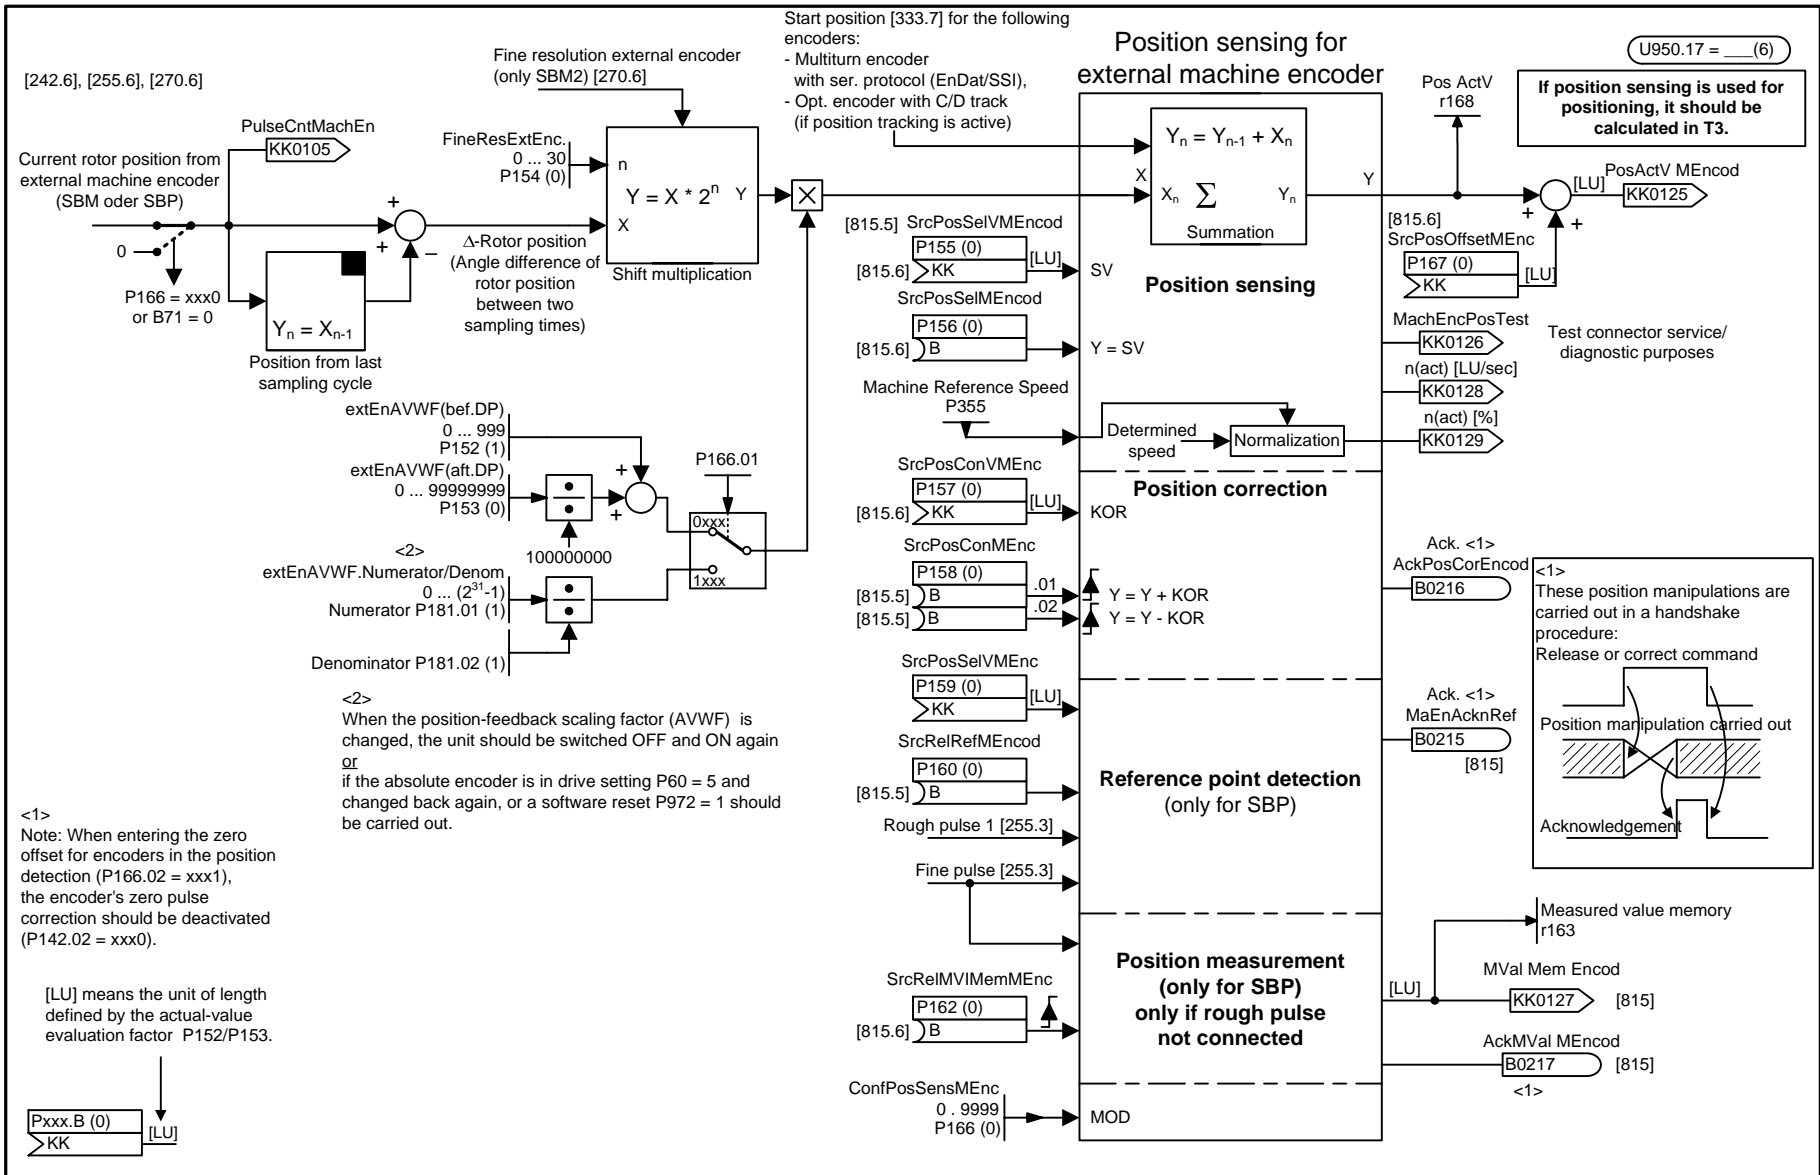 [242.6], [255.6], [270.6]
PulseCntMachEn
KK0105
Current rotor position from
external machine encoder
(SBM oder SBP)
0
P166 = xxx0
or B71 = 0
Yn = Xn-1
Position from last
sampling cycle
+
+
–
Δ-Rotor position
(Angle difference of
rotor position
between two
sampling times)
Fine resolution external encoder
(only SBM2) [270.6]
FineResExtEnc.
0 ... 30
P154 (0)
n
Y = X * 2^n
Y
X
Shift multiplication
Start position [333.7] for the following
encoders:
- Multiturn encoder
with ser. protocol (EnDat/SSI),
- Opt. encoder with C/D track
(if position tracking is active)
Position sensing for
external machine encoder
X
Yn = Yn-1 + Xn
Xn Σ Yn
Summation
Y
Pos ActV
r168
U950.17 = ___(6)
If position sensing is used for
positioning, it should be
calculated in T3.
[LU]
PosActV MEncod
KK0125
+
+
[815.6]
SrcPosOffsetMEnc
P167 (0)
KK
[LU]
[815.5] SrcPosSelVMEncod
P155 (0)
[LU]
[815.6] KK
SV
Position sensing
SrcPosSelMEncod
P156 (0)
[815.6] B
Y = SV
MachEncPosTest
KK0126
Test connector service/
diagnostic purposes
n(act) [LU/sec]
KK0128
n(act) [%]
KK0129
Machine Reference Speed
P355
Determined
speed
Normalization
extEnAVWF(bef.DP)
0 ... 999
P152 (1)
extEnAVWF(aft.DP)
0 ... 99999999
P153 (0)
+
+
100000000
P166.01
0xxx
1xxx
<2>
extEnAVWF.Numerator/Denom
0 ... (2^31-1)
Numerator P181.01 (1)
Denominator P181.02 (1)
Position correction
SrcPosConVMEnc
P157 (0)
[LU]
[815.6] KK
KOR
SrcPosConMEnc
P158 (0)
[815.5] B .01
Y = Y + KOR
[815.5] B .02
Y = Y - KOR
Ack. <1>
AckPosCorEncod
B0216
<1>
These position manipulations are
carried out in a handshake
procedure:
Release or correct command
Position manipulation carried out
Acknowledgement
SrcPosSelVMEnc
P159 (0)
[LU]
KK
SrcRelRefMEncod
P160 (0)
[815.5] B
Reference point detection
(only for SBP)
Ack. <1>
MaEnAcknRef
B0215
[815]
Rough pulse 1 [255.3]
Fine pulse [255.3]
<2>
When the position-feedback scaling factor (AVWF) is
changed, the unit should be switched OFF and ON again
or
if the absolute encoder is in drive setting P60 = 5 and
changed back again, or a software reset P972 = 1 should
be carried out.
<1>
Note: When entering the zero
offset for encoders in the position
detection (P166.02 = xxx1),
the encoder's zero pulse
correction should be deactivated
(P142.02 = xxx0).
Position measurement
(only for SBP)
only if rough pulse
not connected
SrcRelMVlMemMEnc
P162 (0)
[815.6] B
[LU]
Measured value memory
r163
MVal Mem Encod
KK0127 [815]
AckMVal MEncod
B0217 [815]
<1>
ConfPosSensMEnc
0 . 9999
P166 (0)
MOD
[LU] means the unit of length
defined by the actual-value
evaluation factor P152/P153.
Pxxx.B (0)
KK
[LU]